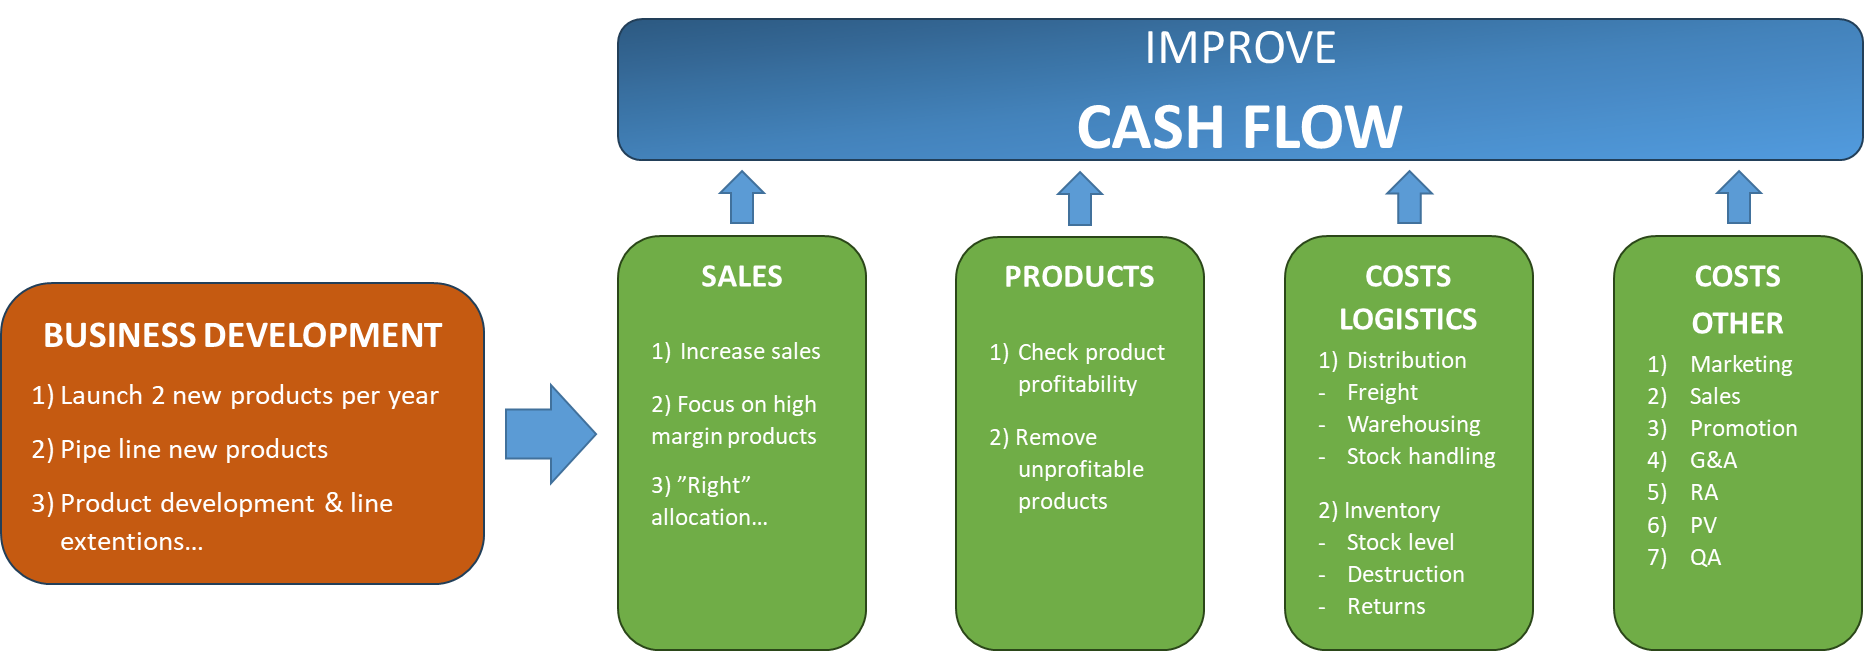 IMPROVE
CASH FLOW
BUSINESS DEVELOPMENT
1) Launch 2 new products per year
2) Pipe line new products
3) Product development & line
extentions...
SALES
1) Increase sales
2) Focus on high
margin products
3) ”Right”
allocation...
PRODUCTS
1) Check product
profitability
2) Remove
unprofitable
products
COSTS
LOGISTICS
1) Distribution
- Freight
- Warehousing
- Stock handling
2) Inventory
- Stock level
- Destruction
- Returns
COSTS
OTHER
1) Marketing
2) Sales
3) Promotion
4) G&A
5) RA
6) PV
7) QA